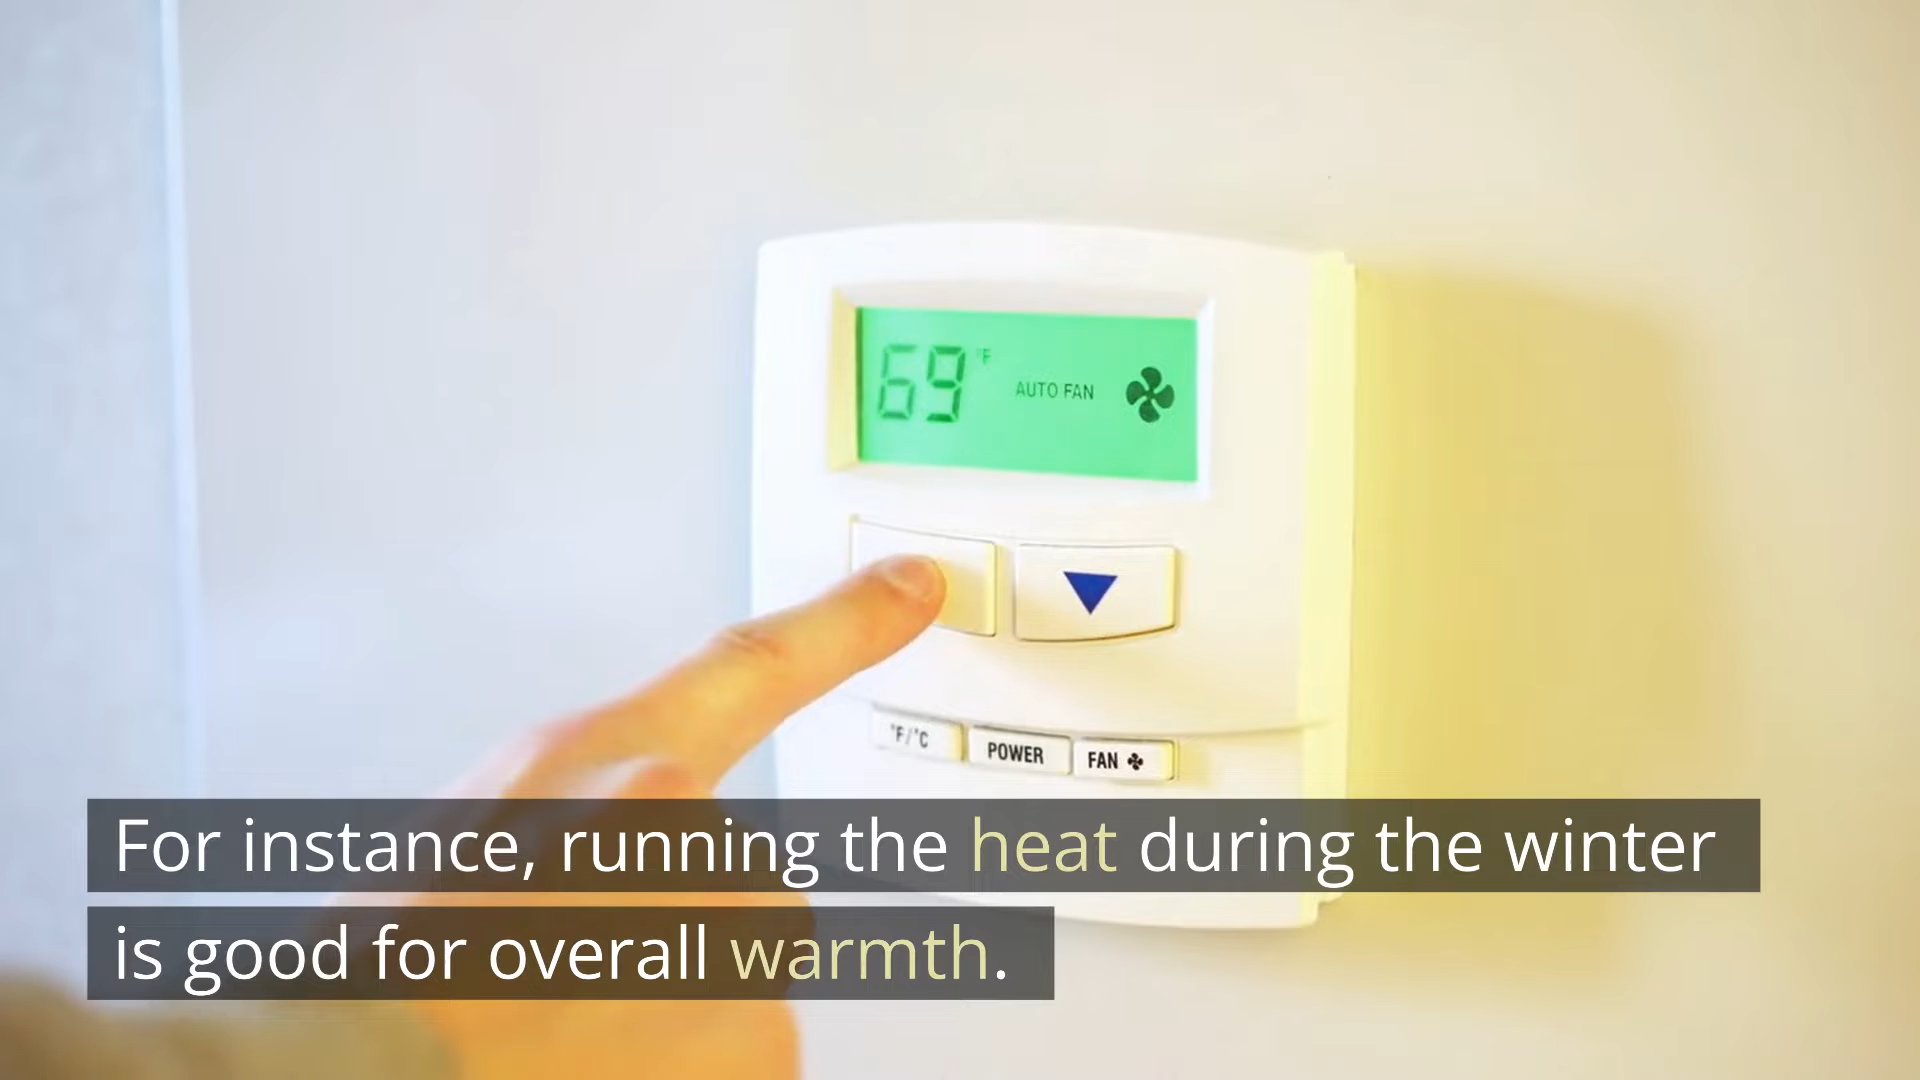 69 °F AUTO FAN
°F/°C POWER FAN
For instance, running the heat during the winter
is good for overall warmth.